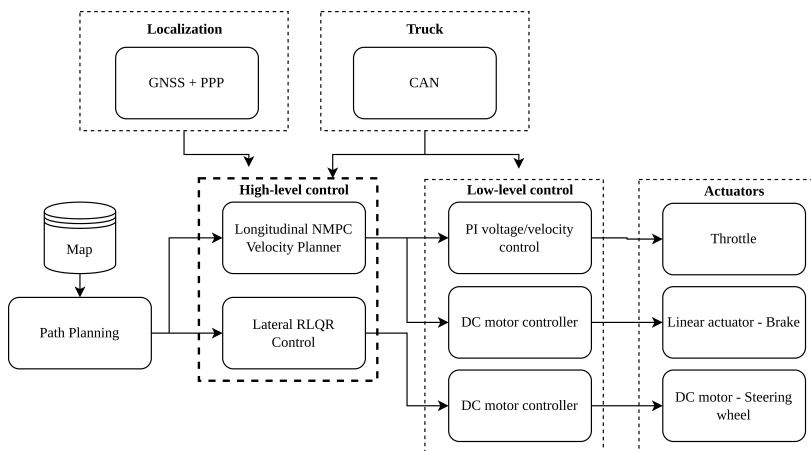 Localization
GNSS + PPP
Truck
CAN
High-level control
Longitudinal NMPC
Velocity Planner
Lateral RLQR
Control
Map
Path Planning
Low-level control
PI voltage/velocity
control
DC motor controller
DC motor controller
Actuators
Throttle
Linear actuator - Brake
DC motor - Steering
wheel